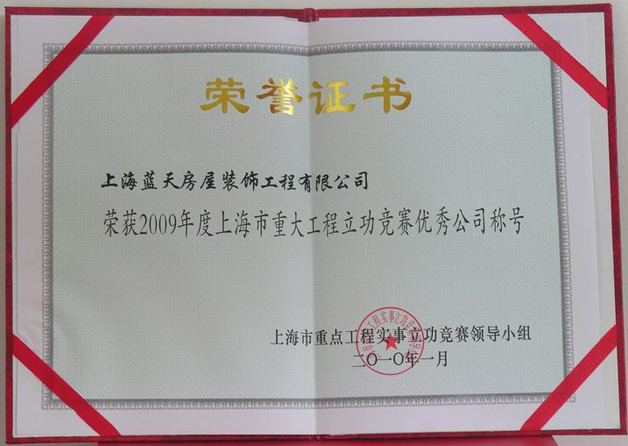 荣誉证书
上海蓝天房屋装饰工程有限公司
荣获2009年度上海市重大工程立功竞赛优秀公司称号
上海市重点工程实事立功竞赛领导小组
二〇一〇年一月